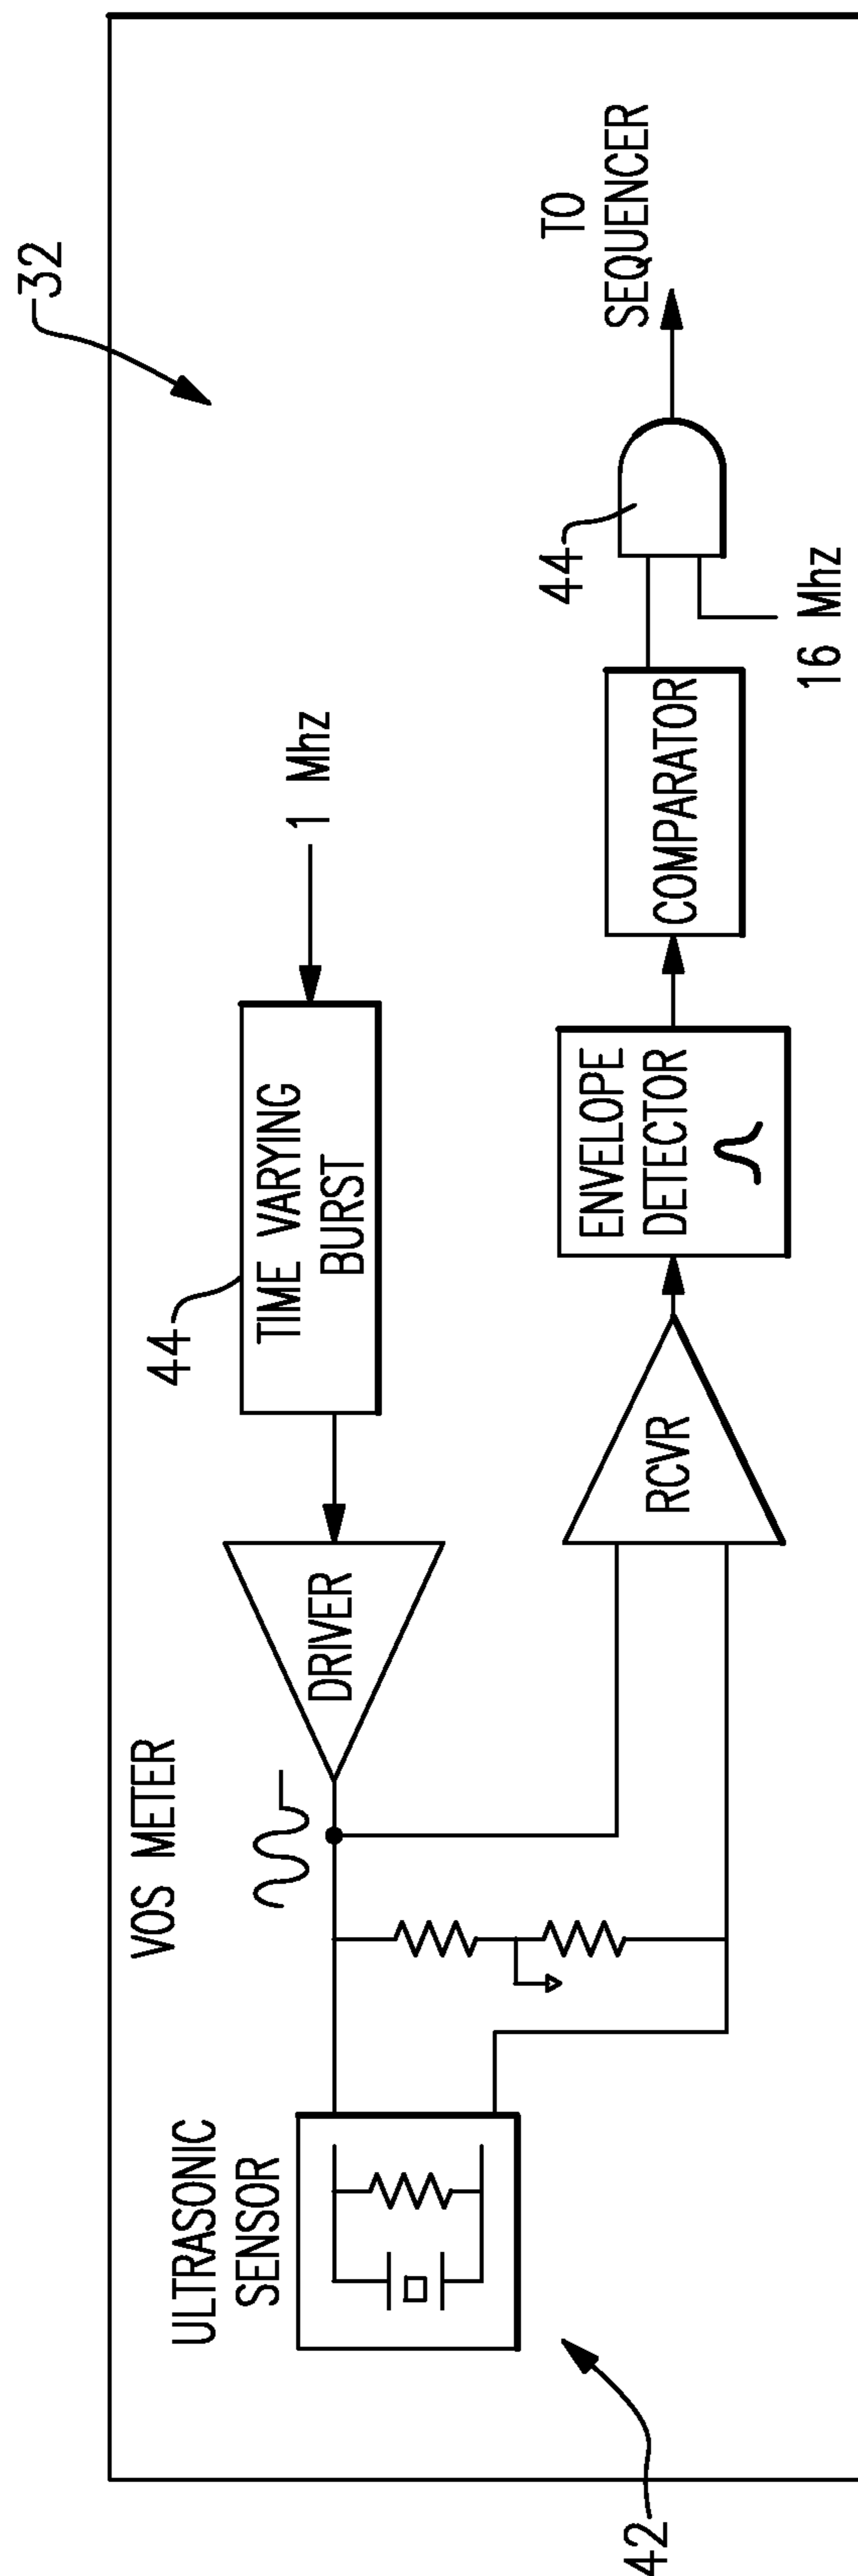 32
VOS METER
ULTRASONIC
SENSOR
DRIVER
44
TIME VARYING
BURST
1 Mhz
RCVR
ENVELOPE
DETECTOR
COMPARATOR
44
16 Mhz
TO
SEQUENCER
42